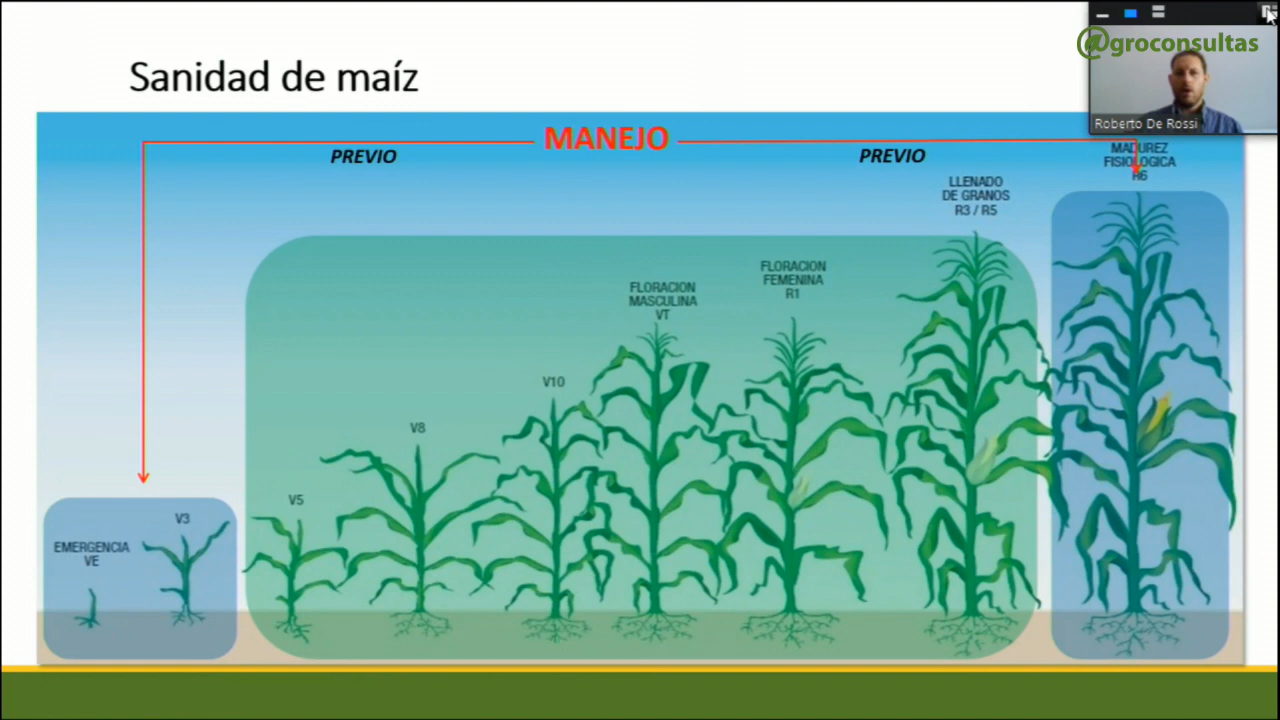 @groconsultas
Roberto De Rossi
Sanidad de maíz
MANEJO
PREVIO
PREVIO
MADUREZ
FISIOLOGICA
R6
LLENADO
DE GRANOS
R3 / R5
FLORACION
FEMENINA
R1
FLORACION
MASCULINA
VT
V10
V8
V5
V3
EMERGENCIA
VE